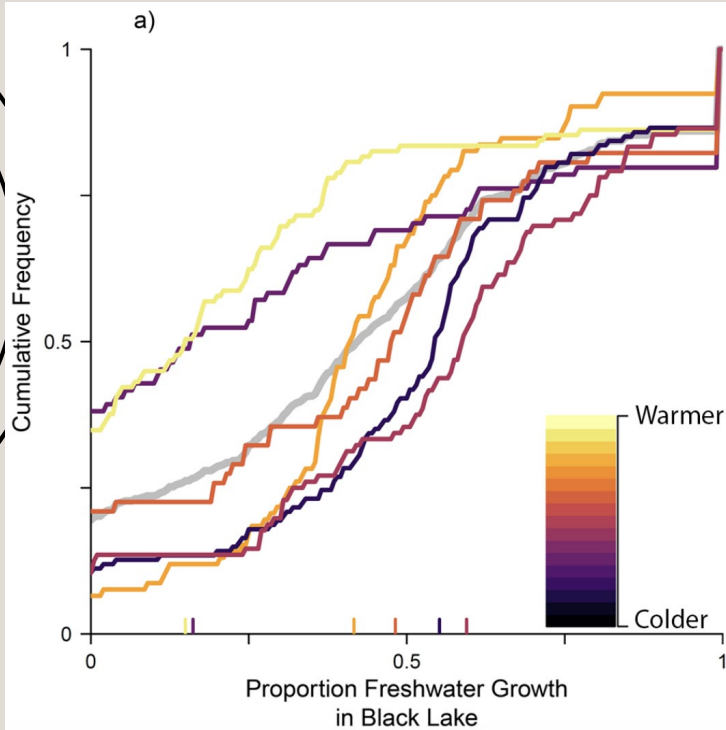 a)
1
Cumulative Frequency
0.5
0
Warmer
Colder
0
0.5
1
Proportion Freshwater Growth
in Black Lake